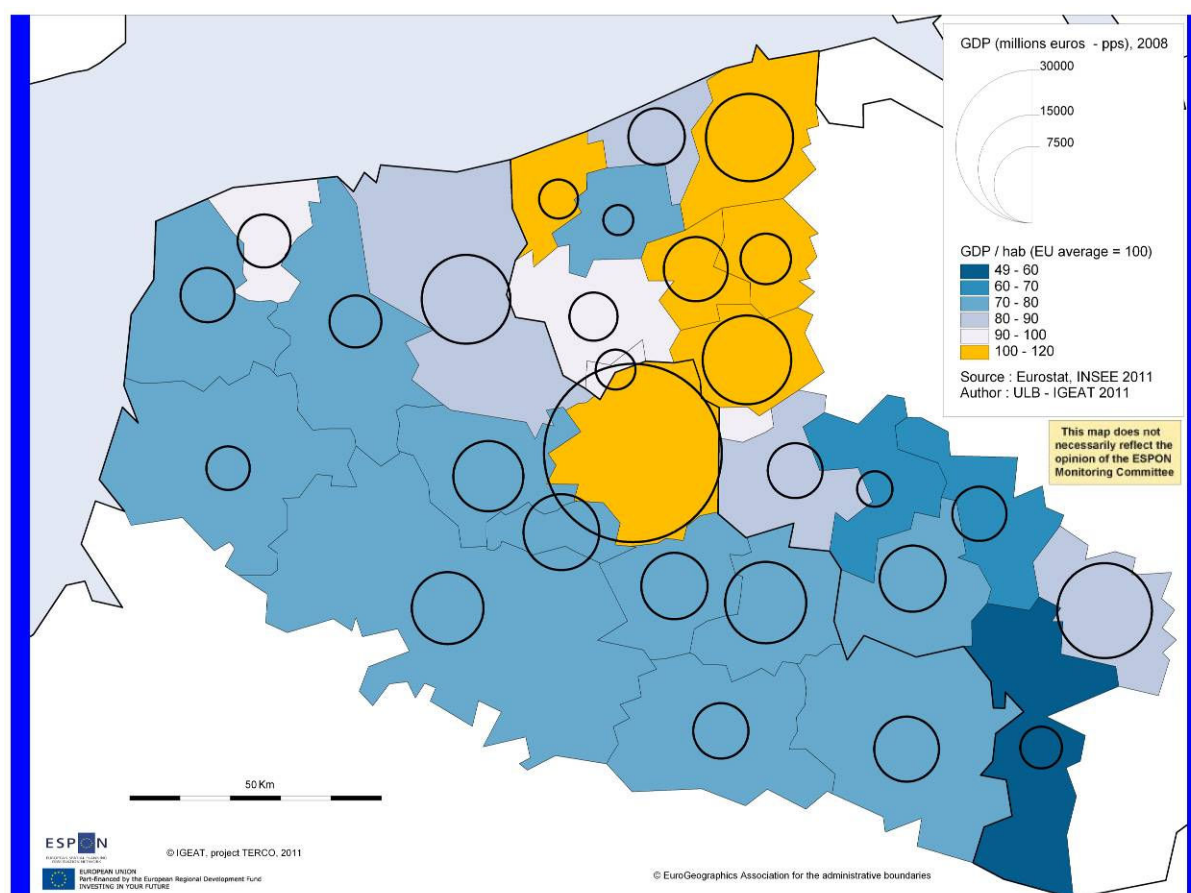 GDP (millions euros - pps), 2008
30000
15000
7500
GDP / hab (EU average = 100)
49 - 60
60 - 70
70 - 80
80 - 90
90 - 100
100 - 120
Source : Eurostat, INSEE 2011
Author : ULB - IGEAT 2011
This map does not
necessarily reflect the
opinion of the ESPON
Monitoring Committee
50 Km
ESPON
© IGEAT, project TERCO, 2011
EUROPEAN UNION
Part-financed by the European Regional Development Fund
INVESTING IN YOUR FUTURE
© EuroGeographics Association for the administrative boundaries